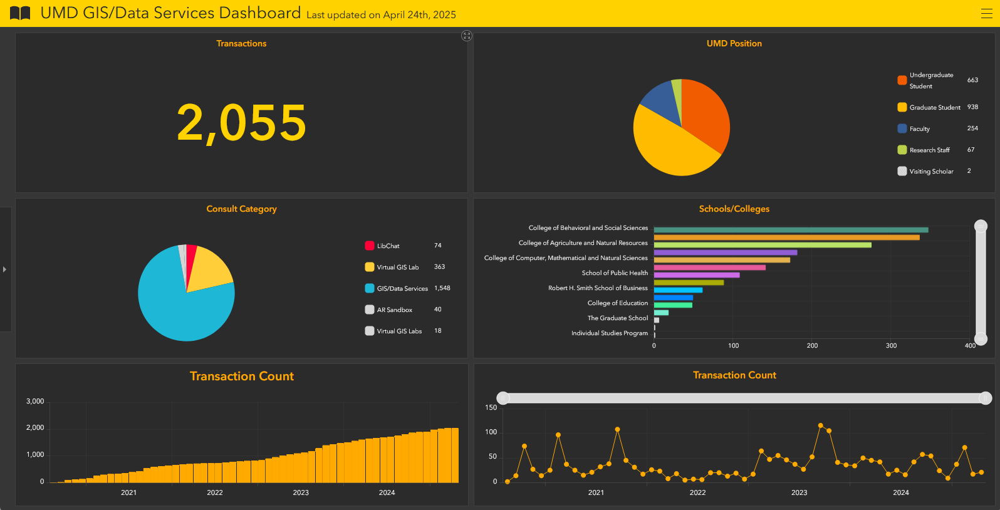 UMD GIS/Data Services Dashboard Last updated on April 24th, 2025
Transactions
2,055
UMD Position
Undergraduate
Student
663
Graduate Student 938
Faculty 254
Research Staff 67
Visiting Scholar 2
Consult Category
LibChat 74
Virtual GIS Lab 363
GIS/Data Services 1,548
AR Sandbox 40
Virtual GIS Labs 18
Schools/Colleges
College of Behavioral and Social Sciences
College of Agriculture and Natural Resources
College of Computer, Mathematical and Natural Sciences
School of Public Health
Robert H. Smith School of Business
College of Education
The Graduate School
Individual Studies Program
0 100 200 300 400
Transaction Count
3,000
2,000
1,000
0
2021 2022 2023 2024
Transaction Count
150
100
50
0
2021 2022 2023 2024